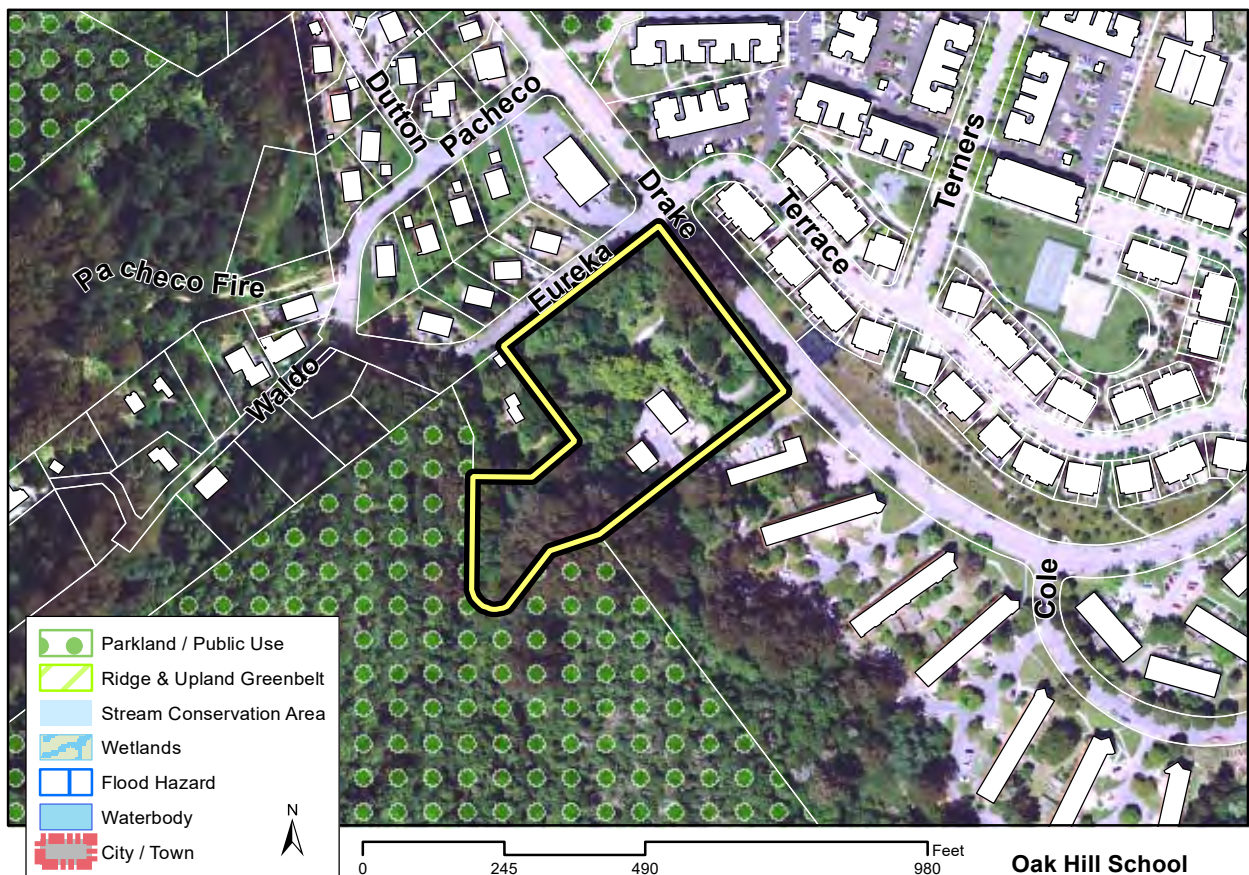 Dutton
Pacheco
Drake
Terrace
Terners
Eureka
Pa checo Fire
Waldo
Cole
Parkland / Public Use
Ridge & Upland Greenbelt
Stream Conservation Area
Wetlands
Flood Hazard
Waterbody
City / Town
N
Feet
0 245 490 980
Oak Hill School